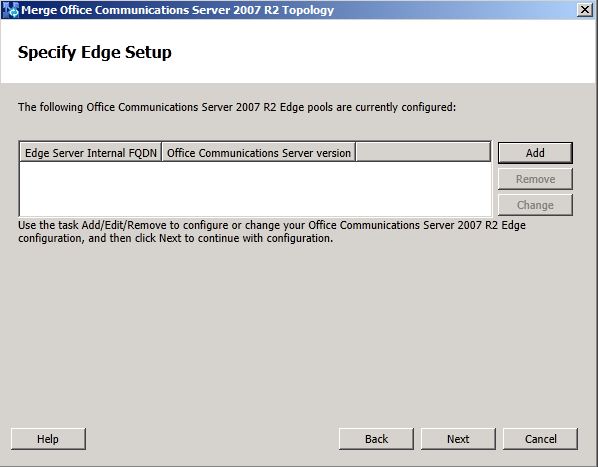 Merge Office Communications Server 2007 R2 Topology
Specify Edge Setup
The following Office Communications Server 2007 R2 Edge pools are currently configured:
Edge Server Internal FQDN Office Communications Server version
Add
Remove
Change
Use the task Add/Edit/Remove to configure or change your Office Communications Server 2007 R2 Edge
configuration, and then click Next to continue with configuration.
Help Back Next Cancel